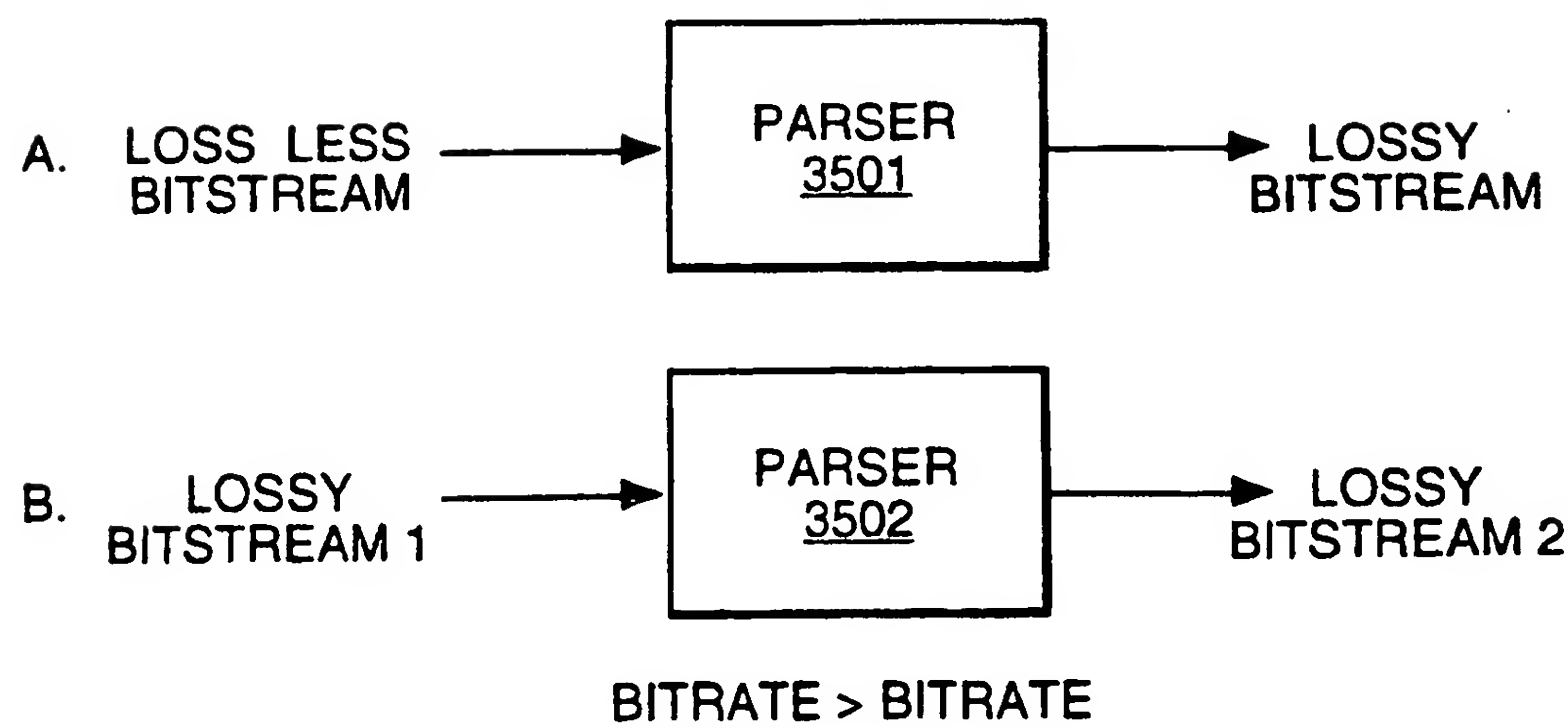 A. LOSS LESS BITSTREAM
PARSER
3501
LOSSY
BITSTREAM
B. LOSSY
BITSTREAM 1
PARSER
3502
LOSSY
BITSTREAM 2
BITRATE > BITRATE